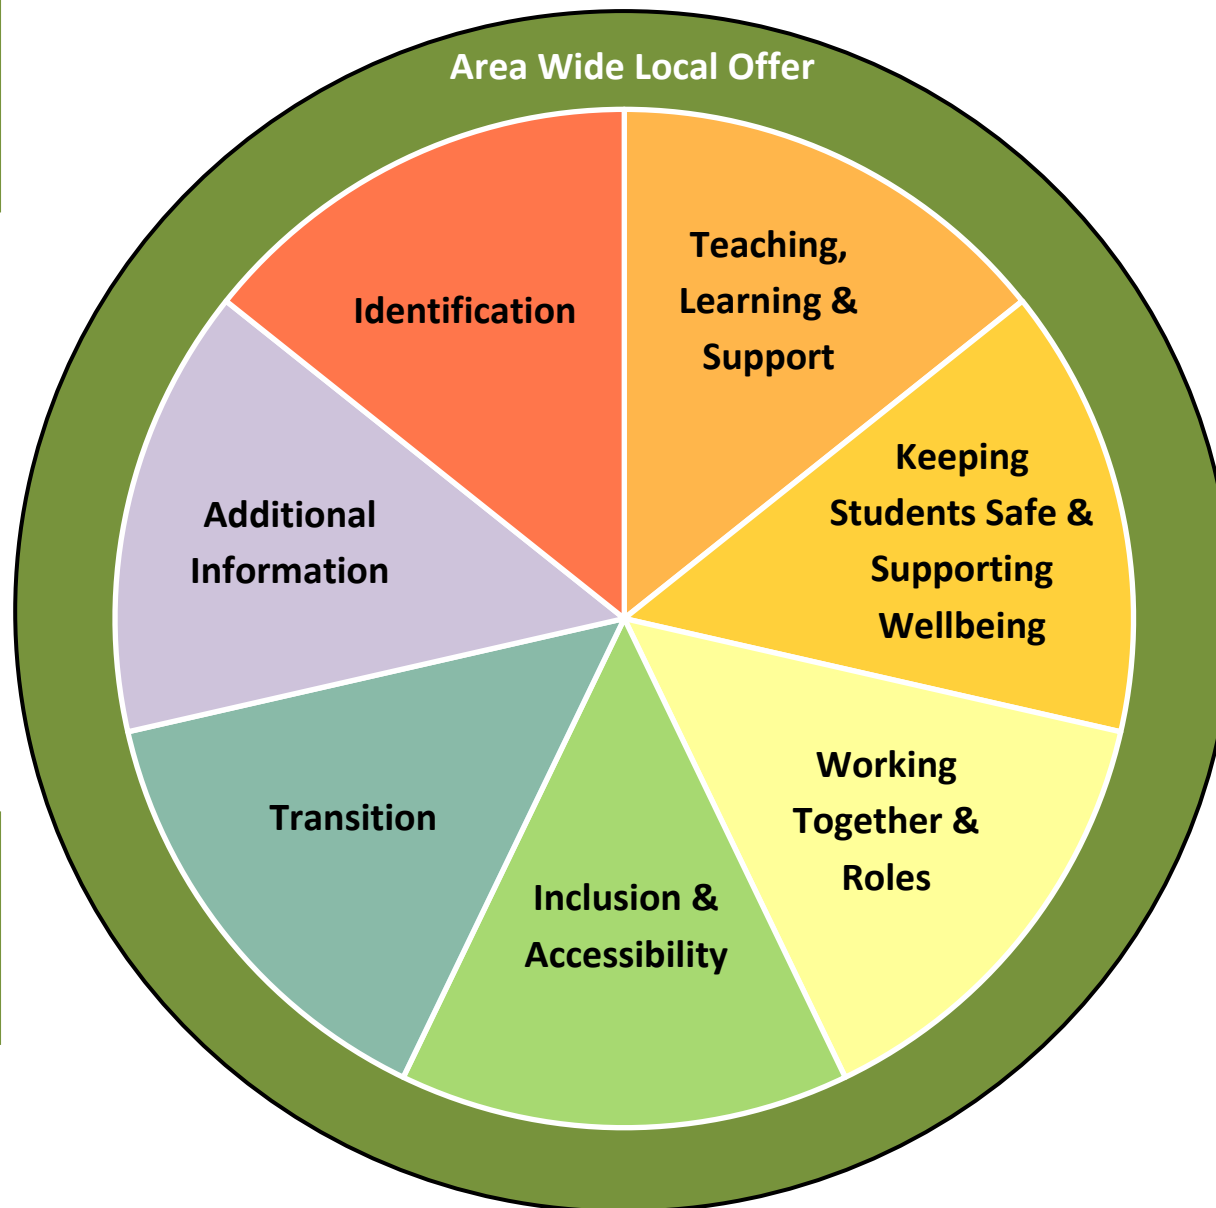 Area Wide Local Offer
Identification
Teaching,
Learning &
Support
Keeping
Students Safe &
Supporting
Wellbeing
Working
Together &
Roles
Inclusion &
Accessibility
Transition
Additional
Information